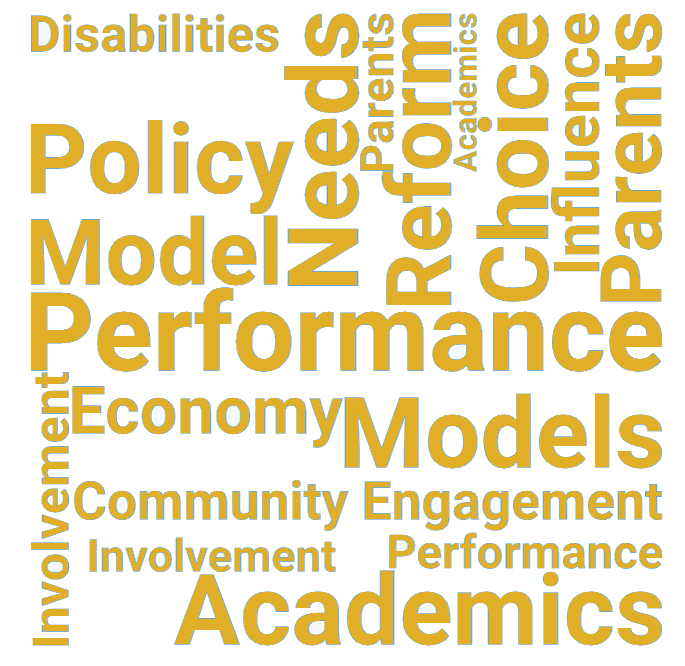 Disabilities
Needs
Parents
Reform
Academics
Choice
Influence
Parents
Policy
Model
Performance
Involvement
Economy
Models
Community Engagement
Involvement
Performance
Academics